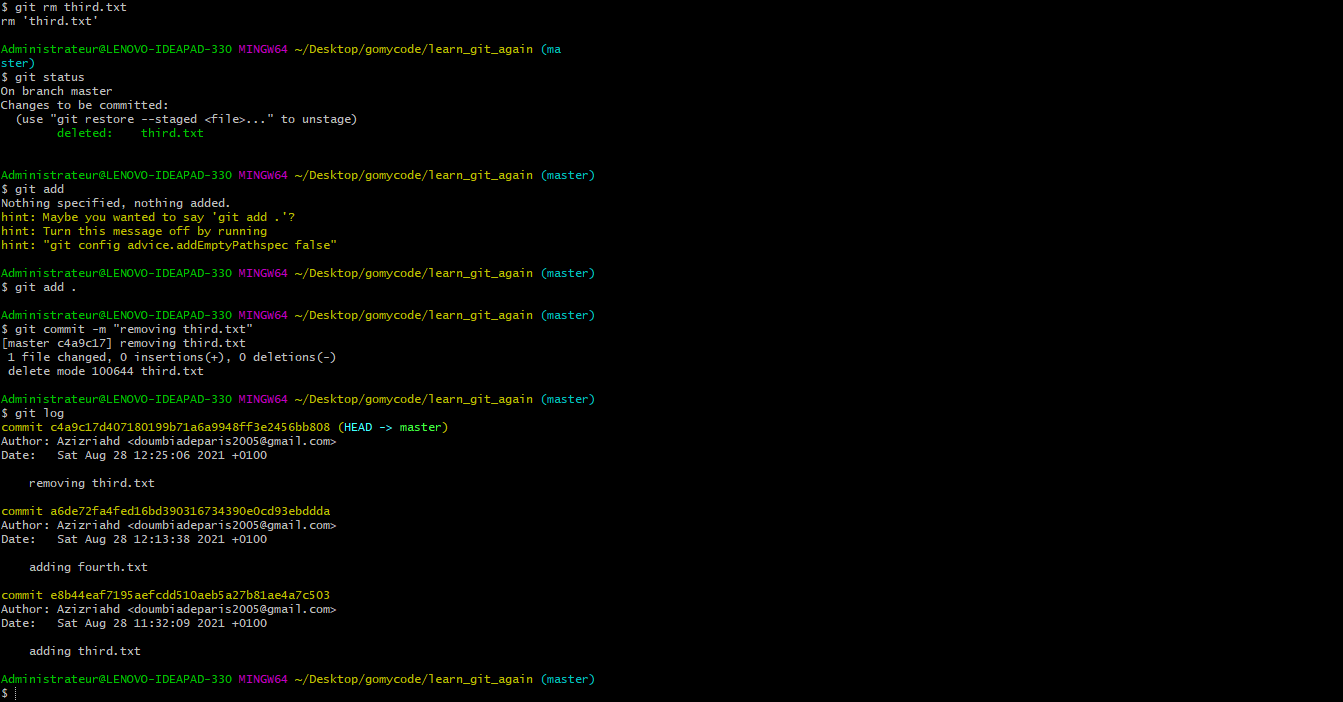 $ git rm third.txt
rm 'third.txt'
Administrateur@LENOVO-IDEAPAD-330 MINGW64 ~/Desktop/gomycode/learn_git_again (ma
ster)
$ git status
On branch master
Changes to be committed:
  (use "git restore --staged <file>..." to unstage)
        deleted:    third.txt
Administrateur@LENOVO-IDEAPAD-330 MINGW64 ~/Desktop/gomycode/learn_git_again (master)
$ git add
Nothing specified, nothing added.
hint: Maybe you wanted to say 'git add .'?
hint: Turn this message off by running
hint: "git config advice.addEmptyPathspec false"
Administrateur@LENOVO-IDEAPAD-330 MINGW64 ~/Desktop/gomycode/learn_git_again (master)
$ git add .
Administrateur@LENOVO-IDEAPAD-330 MINGW64 ~/Desktop/gomycode/learn_git_again (master)
$ git commit -m "removing third.txt"
[master c4a9c17] removing third.txt
 1 file changed, 0 insertions(+), 0 deletions(-)
 delete mode 100644 third.txt
Administrateur@LENOVO-IDEAPAD-330 MINGW64 ~/Desktop/gomycode/learn_git_again (master)
$ git log
commit c4a9c17d407180199b71a6a9948ff3e2456bb808 (HEAD -> master)
Author: Azizriahd <doumbiadeparis2005@gmail.com>
Date:   Sat Aug 28 12:25:06 2021 +0100
    removing third.txt
commit a6de72fa4fed16bd390316734390e0cd93ebddda
Author: Azizriahd <doumbiadeparis2005@gmail.com>
Date:   Sat Aug 28 12:13:38 2021 +0100
    adding fourth.txt
commit e8b44eaf7195aefcdd510aeb5a27b81ae4a7c503
Author: Azizriahd <doumbiadeparis2005@gmail.com>
Date:   Sat Aug 28 11:32:09 2021 +0100
    adding third.txt
Administrateur@LENOVO-IDEAPAD-330 MINGW64 ~/Desktop/gomycode/learn_git_again (master)
$